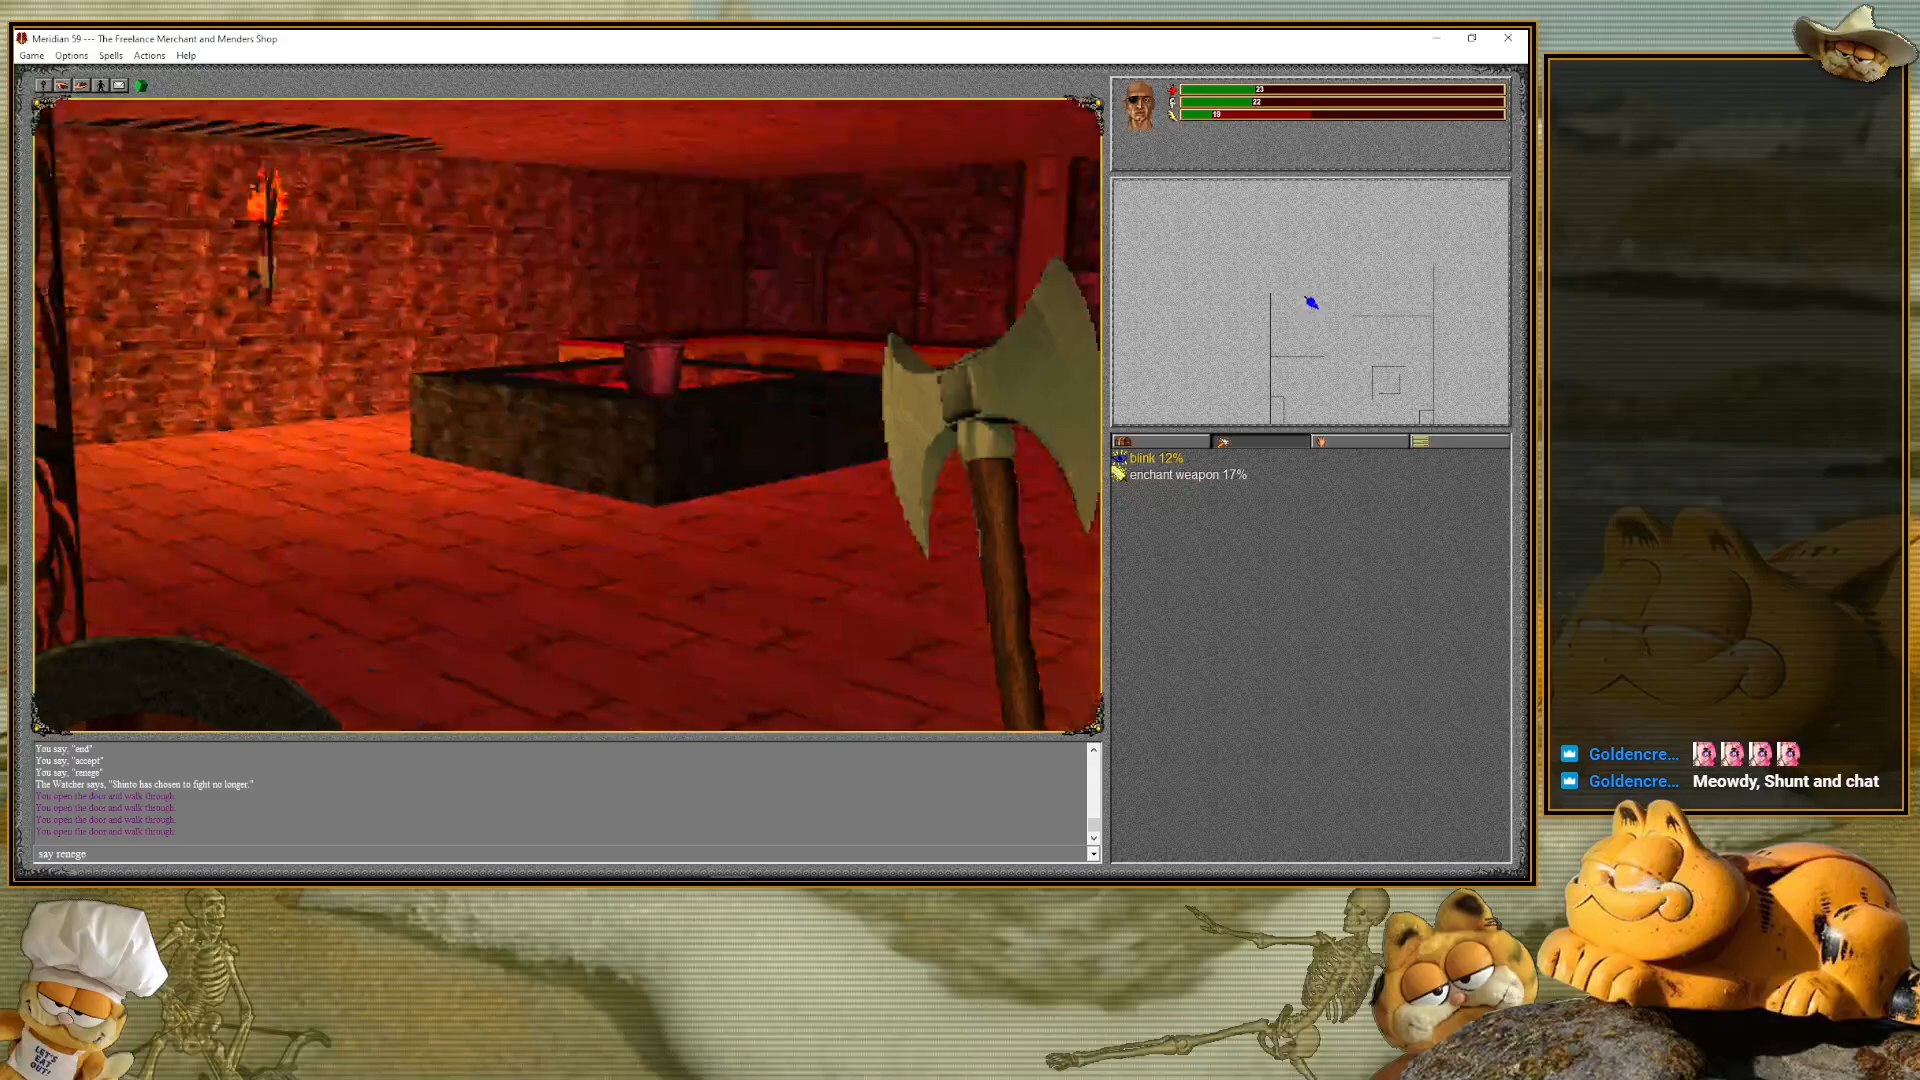 Meridian 59 --- The Freelance Merchant and Menders Shop
Game Options Spells Actions Help
23
22
19
blink 12%
enchant weapon 17%
You say, "end"
You say, "accept"
You say, "renege"
The Watcher says, "Shinto has chosen to fight no longer."
You open the door and walk through.
You open the door and walk through.
You open the door and walk through.
You open the door and walk through.
say renege
Goldencre...
Goldencre... Meowdy, Shunt and chat
LET'S
EAT
OUT!